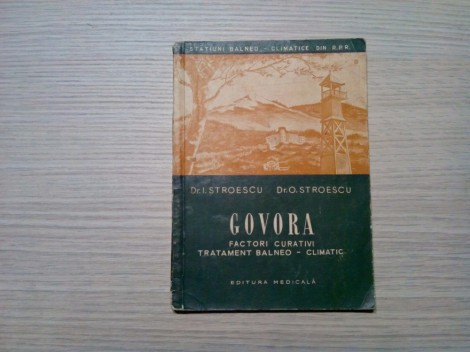 STAȚIUNI BALNEO - CLIMATICE DIN R.P.R.
Dr. I. STROESCU Dr. O. STROESCU
GOVORA
FACTORI CURATIVI
TRATAMENT BALNEO - CLIMATIC
EDITURA MEDICALĂ